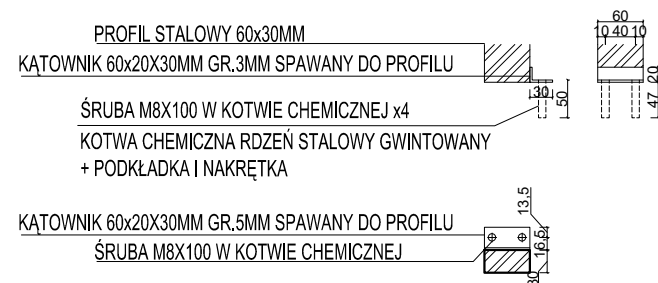 60
10 40 10
PROFIL STALOWY 60x30MM
KĄTOWNIK 60x20X30MM GR.3MM SPAWANY DO PROFILU
30
50
20
47
ŚRUBA M8X100 W KOTWIE CHEMICZNEJ x4
KOTWA CHEMICZNA RDZEŃ STALOWY GWINTOWANY
+ PODKŁADKA I NAKRĘTKA
13,5
KĄTOWNIK 60x20X30MM GR.5MM SPAWANY DO PROFILU
16,5
ŚRUBA M8X100 W KOTWIE CHEMICZNEJ